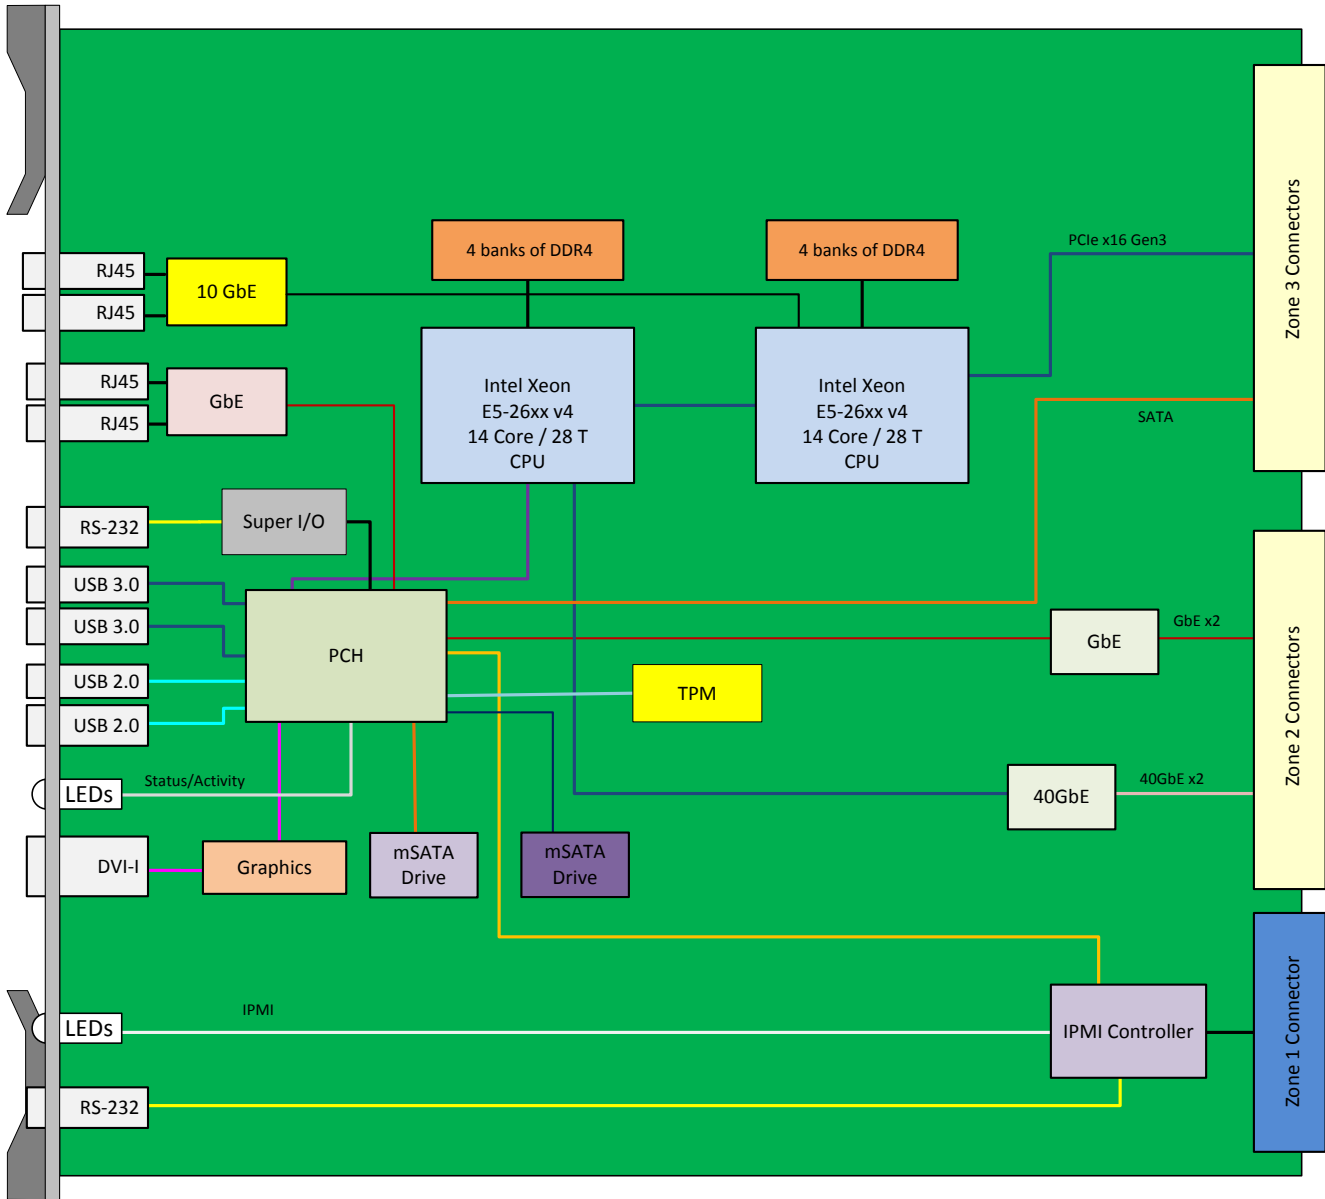 4 banks of DDR4
4 banks of DDR4
PCIe x16 Gen3
Zone 3 Connectors
RJ45
RJ45
10 GbE
RJ45
RJ45
GbE
Intel Xeon
E5-26xx v4
14 Core / 28 T
CPU
Intel Xeon
E5-26xx v4
14 Core / 28 T
CPU
SATA
RS-232
Super I/O
USB 3.0
USB 3.0
USB 2.0
USB 2.0
PCH
TPM
GbE
GbE x2
Zone 2 Connectors
LEDs
Status/Activity
40GbE
40GbE x2
DVI-I
Graphics
mSATA
Drive
mSATA
Drive
LEDs
IPMI
IPMI Controller
Zone 1 Connector
RS-232